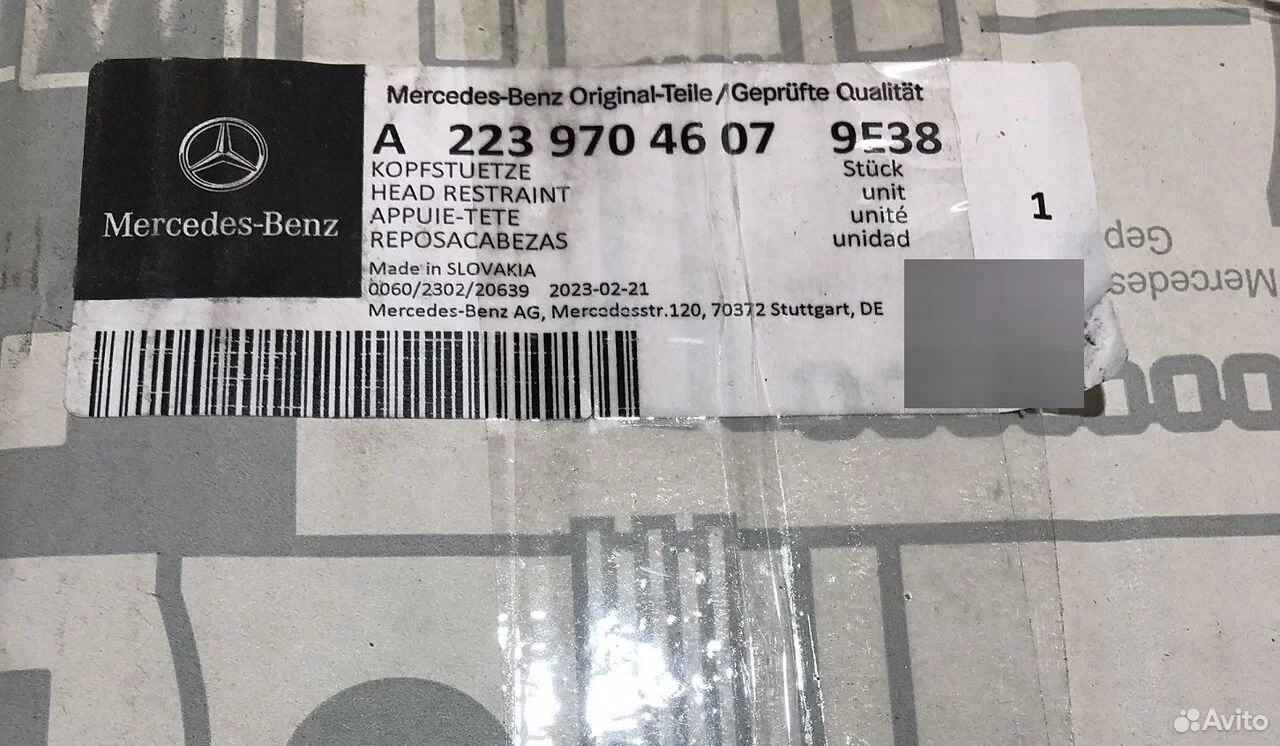 Mercedes-Benz Original-Teile/Geprüfte Qualität
A 223 970 46 07 9E38
KOPFSTUETZE Stück
HEAD RESTRAINT unit
APPUIE-TETE unité
REPOSACABEZAS unidad
1
Made in SLOVAKIA
0060/2302/20639 2023-02-21
Mercedes-Benz AG, Mercedesstr.120, 70372 Stuttgart, DE
Mercedes-Benz
Mercedes
Gep
Avito